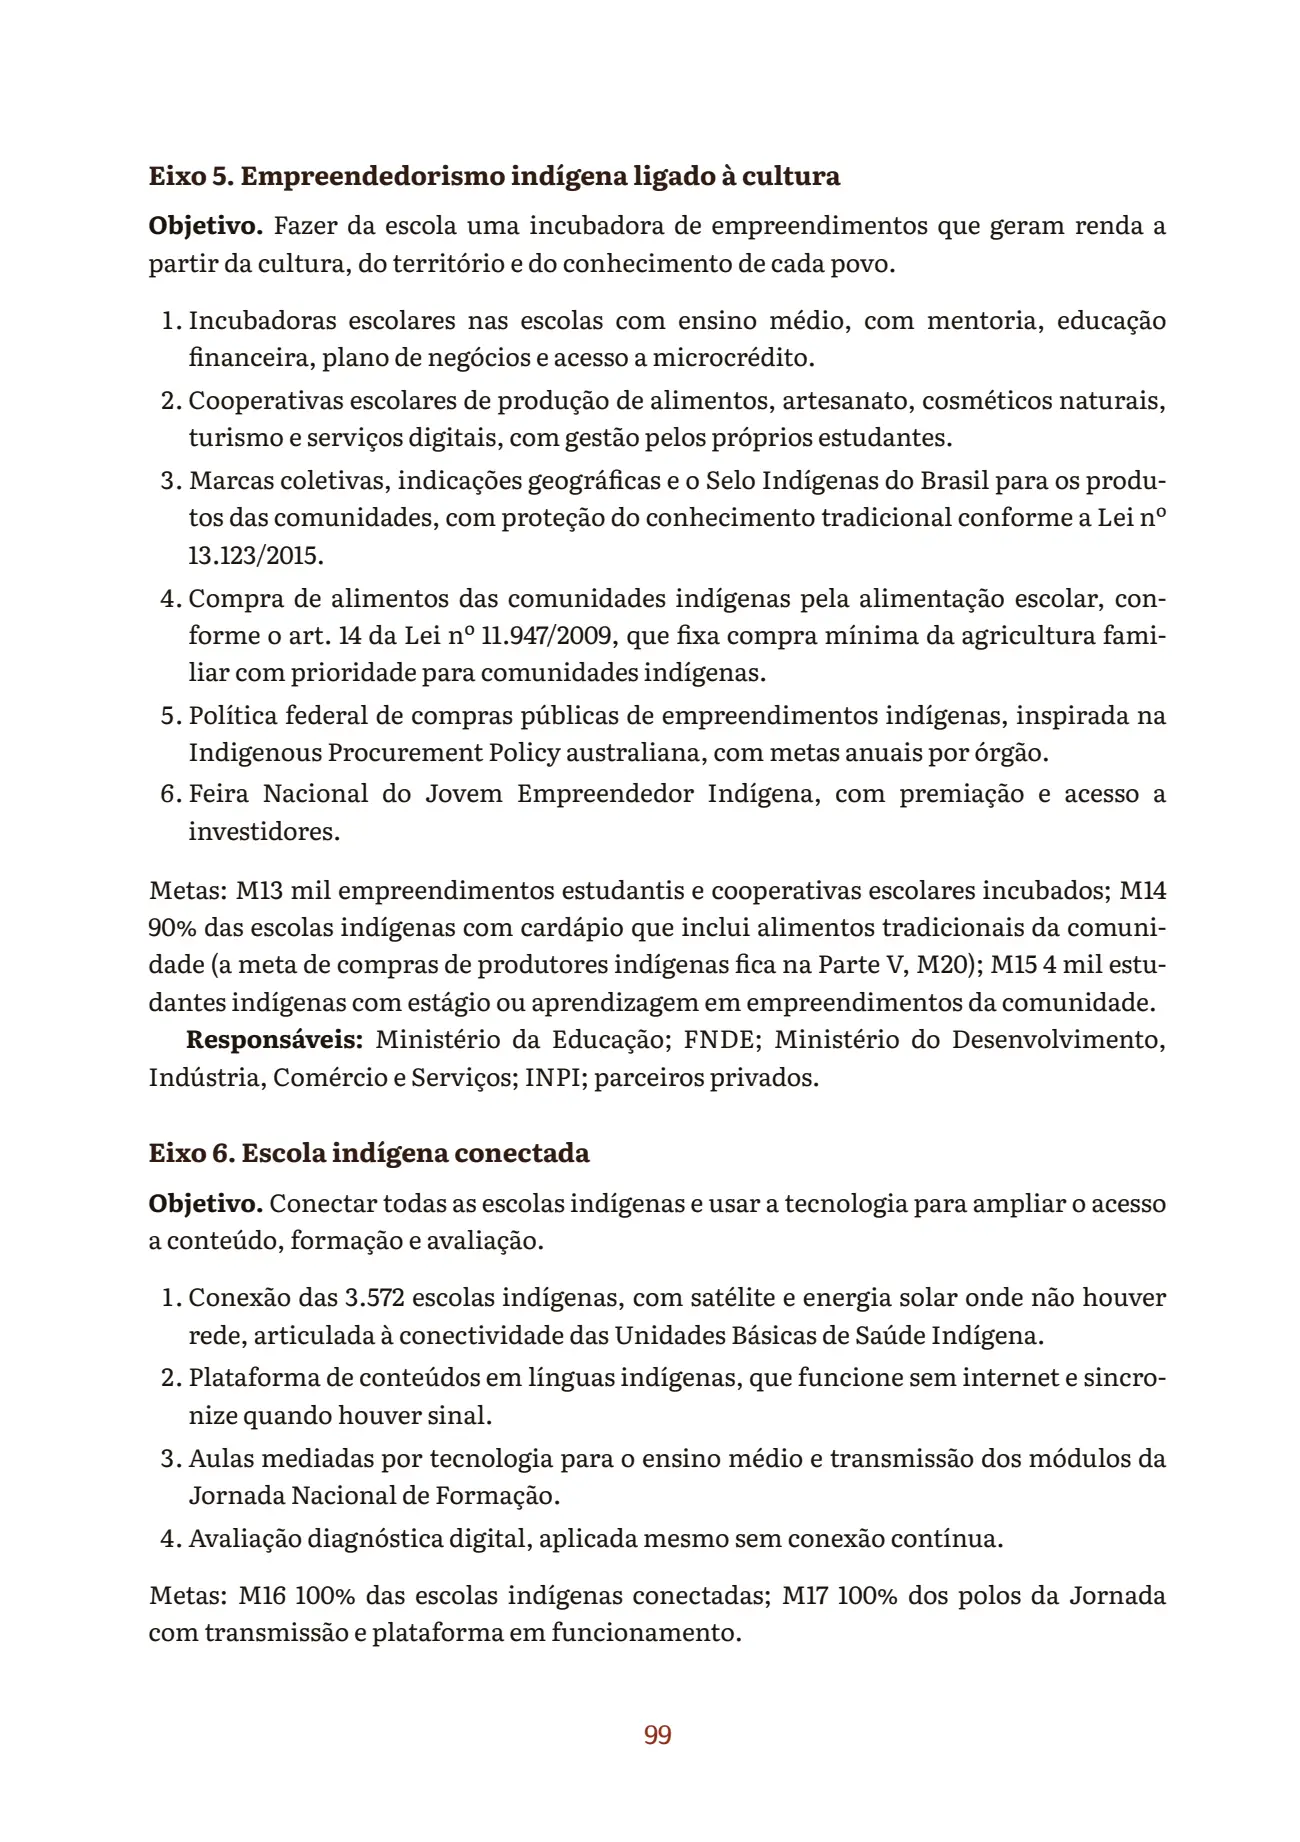 Eixo 5. Empreendedorismo indígena ligado à cultura
Objetivo. Fazer da escola uma incubadora de empreendimentos que geram renda a
partir da cultura, do território e do conhecimento de cada povo.
1. Incubadoras escolares nas escolas com ensino médio, com mentoria, educação
financeira, plano de negócios e acesso a microcrédito.
2. Cooperativas escolares de produção de alimentos, artesanato, cosméticos naturais,
turismo e serviços digitais, com gestão pelos próprios estudantes.
3. Marcas coletivas, indicações geográficas e o Selo Indígenas do Brasil para os produ-
tos das comunidades, com proteção do conhecimento tradicional conforme a Lei nº
13.123/2015.
4. Compra de alimentos das comunidades indígenas pela alimentação escolar, con-
forme o art. 14 da Lei nº 11.947/2009, que fixa compra mínima da agricultura fami-
liar com prioridade para comunidades indígenas.
5. Política federal de compras públicas de empreendimentos indígenas, inspirada na
Indigenous Procurement Policy australiana, com metas anuais por órgão.
6. Feira Nacional do Jovem Empreendedor Indígena, com premiação e acesso a
investidores.
Metas: M13 mil empreendimentos estudantis e cooperativas escolares incubados; M14
90% das escolas indígenas com cardápio que inclui alimentos tradicionais da comuni-
dade (a meta de compras de produtores indígenas fica na Parte V, M20); M15 4 mil estu-
dantes indígenas com estágio ou aprendizagem em empreendimentos da comunidade.
Responsáveis: Ministério da Educação; FNDE; Ministério do Desenvolvimento,
Indústria, Comércio e Serviços; INPI; parceiros privados.
Eixo 6. Escola indígena conectada
Objetivo. Conectar todas as escolas indígenas e usar a tecnologia para ampliar o acesso
a conteúdo, formação e avaliação.
1. Conexão das 3.572 escolas indígenas, com satélite e energia solar onde não houver
rede, articulada à conectividade das Unidades Básicas de Saúde Indígena.
2. Plataforma de conteúdos em línguas indígenas, que funcione sem internet e sincro-
nize quando houver sinal.
3. Aulas mediadas por tecnologia para o ensino médio e transmissão dos módulos da
Jornada Nacional de Formação.
4. Avaliação diagnóstica digital, aplicada mesmo sem conexão contínua.
Metas: M16 100% das escolas indígenas conectadas; M17 100% dos polos da Jornada
com transmissão e plataforma em funcionamento.
99